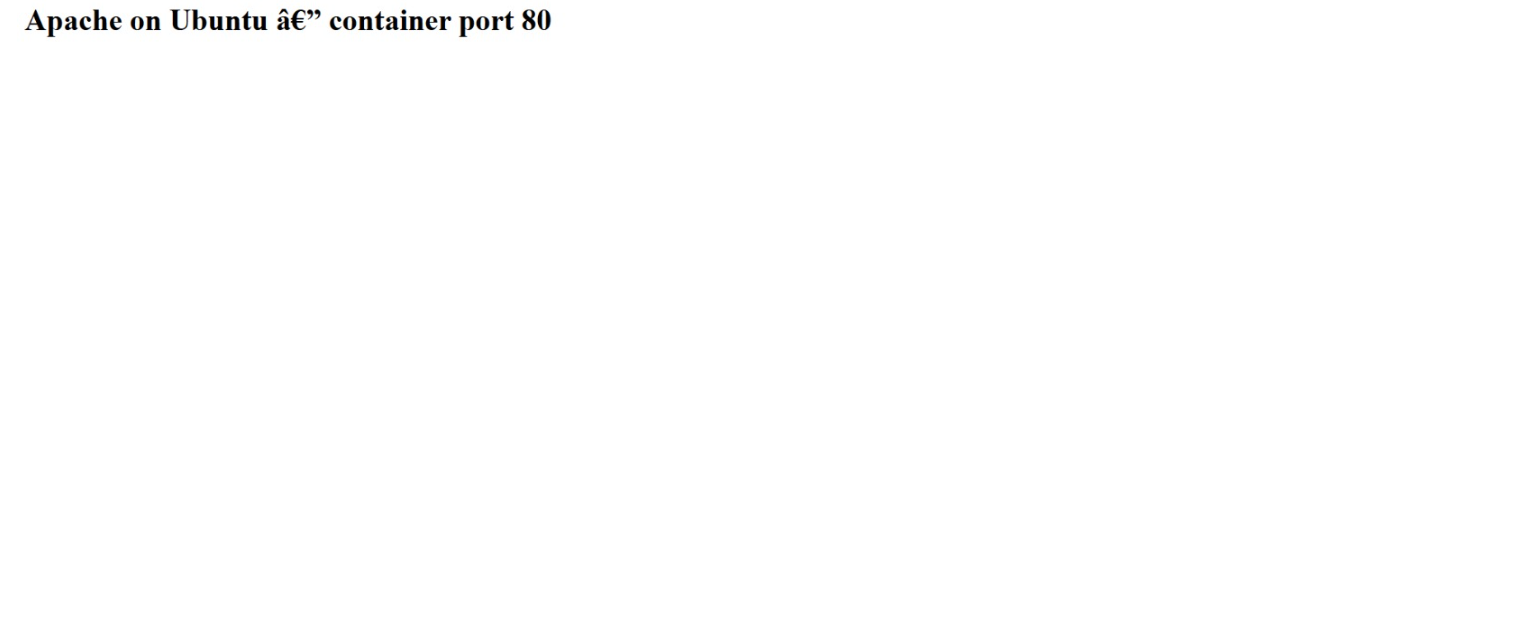 Apache on Ubuntu â€” container port 80